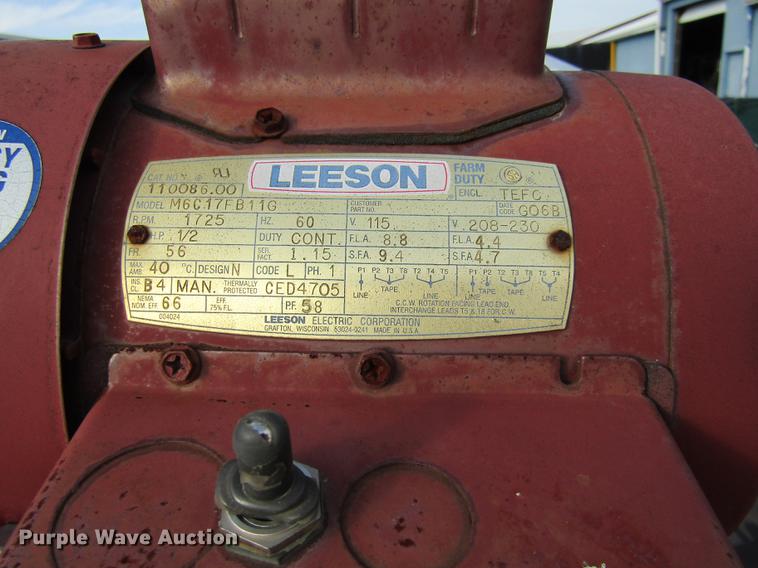 CAT. NO.
110086.00
LEESON
FARM
DUTY
ENCL. TEFC
MODEL M6C17FB11G
CUSTOMER
PART NO.
DATE
CODE G06B
R.P.M. 1725 HZ. 60 V. 115 V. 208-230
H.P. 1/2 DUTY CONT. F.L.A. 8.8 F.L.A. 4.4
FR. 56 SERV. FACT. 1.15 S.F.A. 9.4 S.F.A. 4.7
MAX. AMB. 40 °C. DESIGN N CODE L PH. 1
P1 P2 T3 T8 T2 T4 T5 P1 P2 T2 T3 T8 T5 T4
LINE TAPE LINE LINE TAPE TAPE LINE
INS. CL. B4 MAN. THERMALLY PROTECTED CED4705
NEMA NOM. EFF. 66 EFF. 75% F.L. P.F. 58
C.C.W. ROTATION FACING LEAD END.
INTERCHANGE LEADS T5 & T8 FOR C.W.
004024
LEESON ELECTRIC CORPORATION
GRAFTON, WISCONSIN 53024-0241 MADE IN U.S.A.
Purple Wave Auction